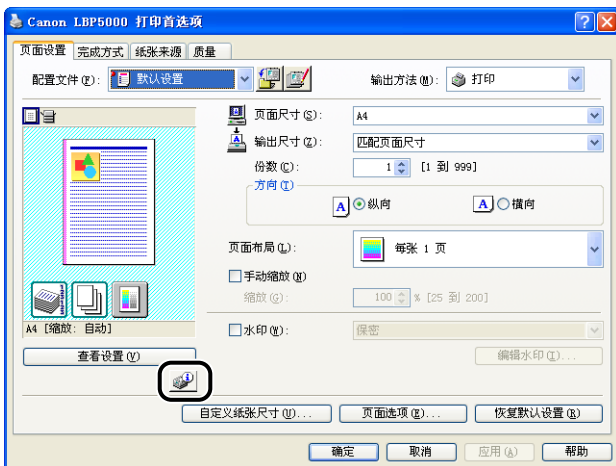 Canon LBP5000 打印首选项
页面设置 完成方式 纸张来源 质量
配置文件(F): 默认设置 输出方法(M): 打印
页面尺寸(S): A4
输出尺寸(Z): 匹配页面尺寸
份数(C): 1 [1 到 999]
方向(T)
A 纵向 A 横向
页面布局(L): 每张 1 页
手动缩放(N)
缩放(G): 100 % [25 到 200]
A4 [缩放: 自动]
水印(W): 保密
查看设置(V) 编辑水印(I)...
自定义纸张尺寸(U)... 页面选项(E)... 恢复默认设置(R)
确定 取消 应用(A) 帮助